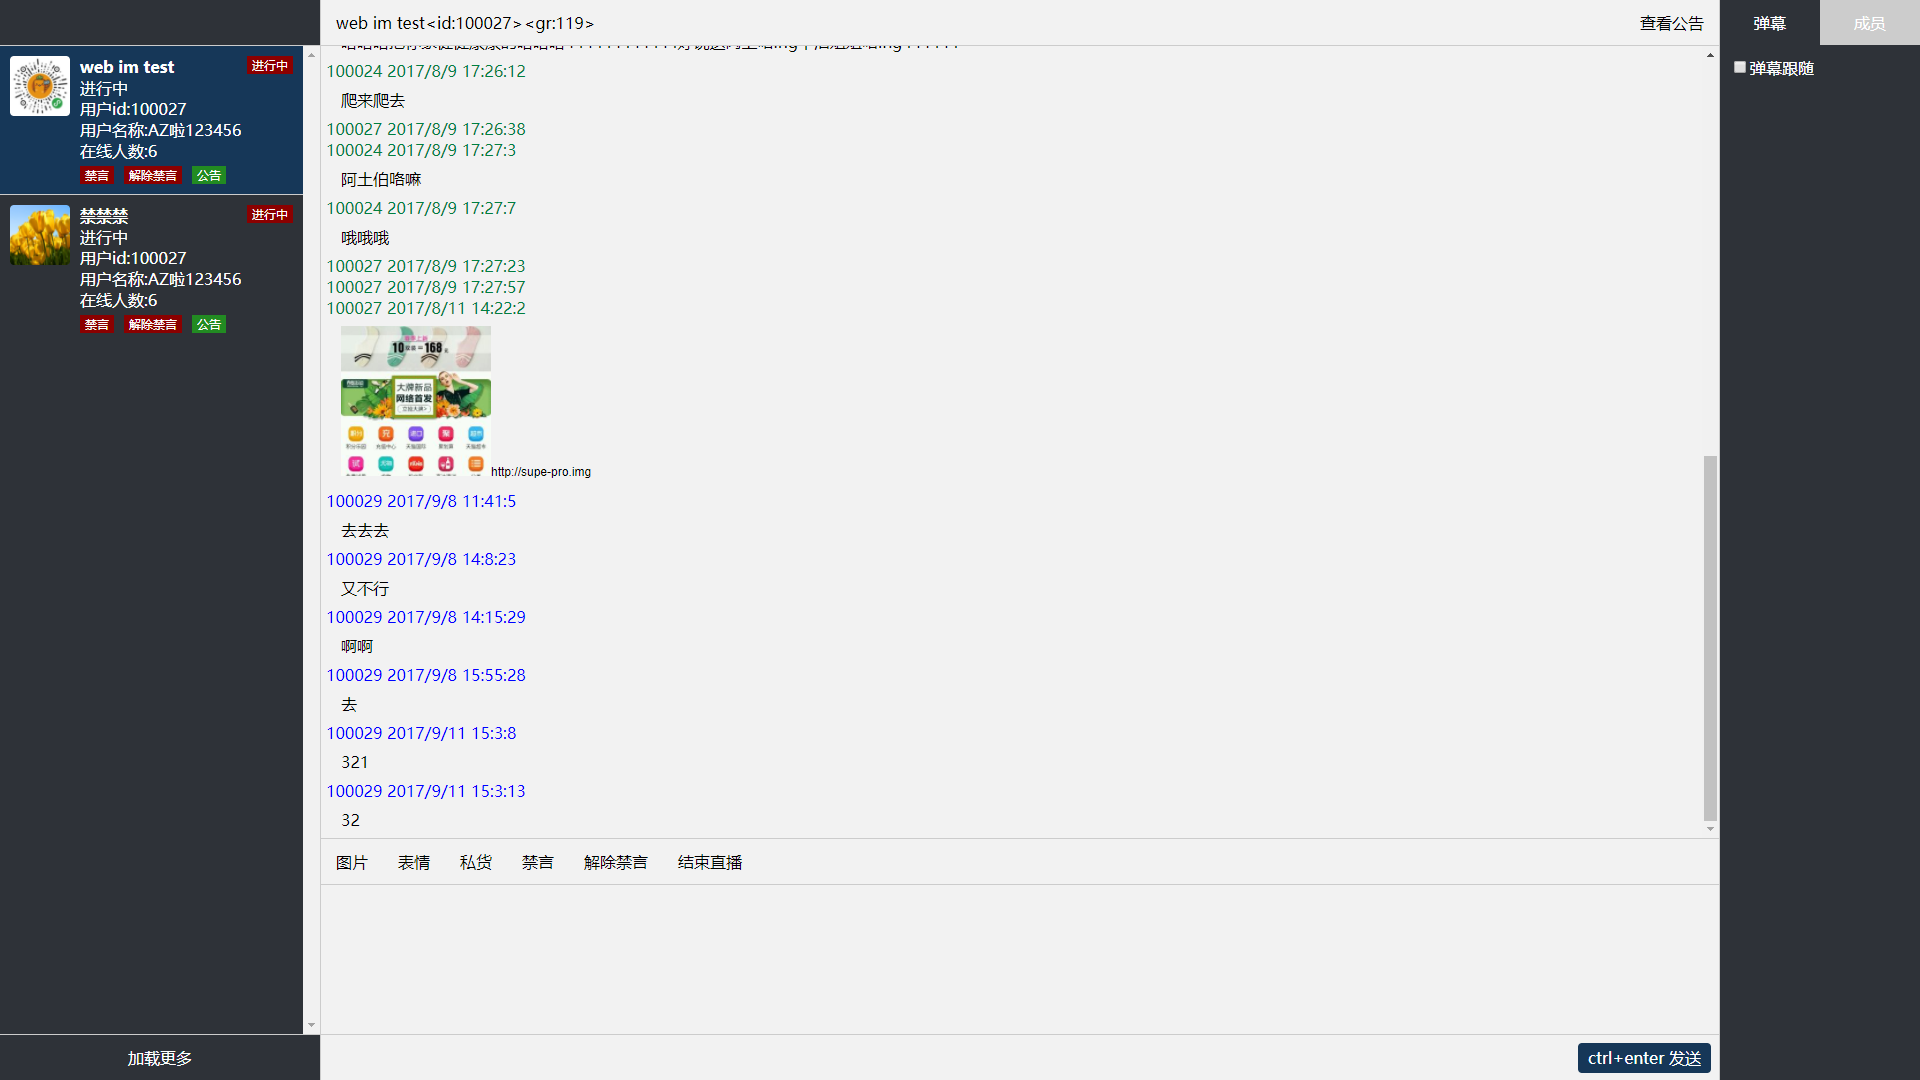 web im test<id:100027><gr:119>
查看公告
弹幕
成员
web im test
进行中
进行中
用户id:100027
用户名称:AZ啦123456
在线人数:6
禁言 解除禁言 公告
禁禁禁
进行中
进行中
用户id:100027
用户名称:AZ啦123456
在线人数:6
禁言 解除禁言 公告
加载更多
100024 2017/8/9 17:26:12
爬来爬去
100027 2017/8/9 17:26:38
100024 2017/8/9 17:27:3
阿土伯咯嘛
100024 2017/8/9 17:27:7
哦哦哦
100027 2017/8/9 17:27:23
100027 2017/8/9 17:27:57
100027 2017/8/11 14:22:2
大牌新品
网络首发
http://supe-pro.img
100029 2017/9/8 11:41:5
去去去
100029 2017/9/8 14:8:23
又不行
100029 2017/9/8 14:15:29
啊啊
100029 2017/9/8 15:55:28
去
100029 2017/9/11 15:3:8
321
100029 2017/9/11 15:3:13
32
图片 表情 私货 禁言 解除禁言 结束直播
ctrl+enter 发送
弹幕跟随